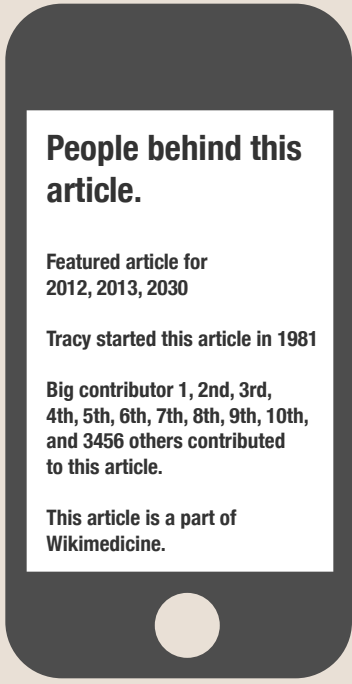 People behind this
article.
Featured article for
2012, 2013, 2030
Tracy started this article in 1981
Big contributor 1, 2nd, 3rd,
4th, 5th, 6th, 7th, 8th, 9th, 10th,
and 3456 others contributed
to this article.
This article is a part of
Wikimedicine.